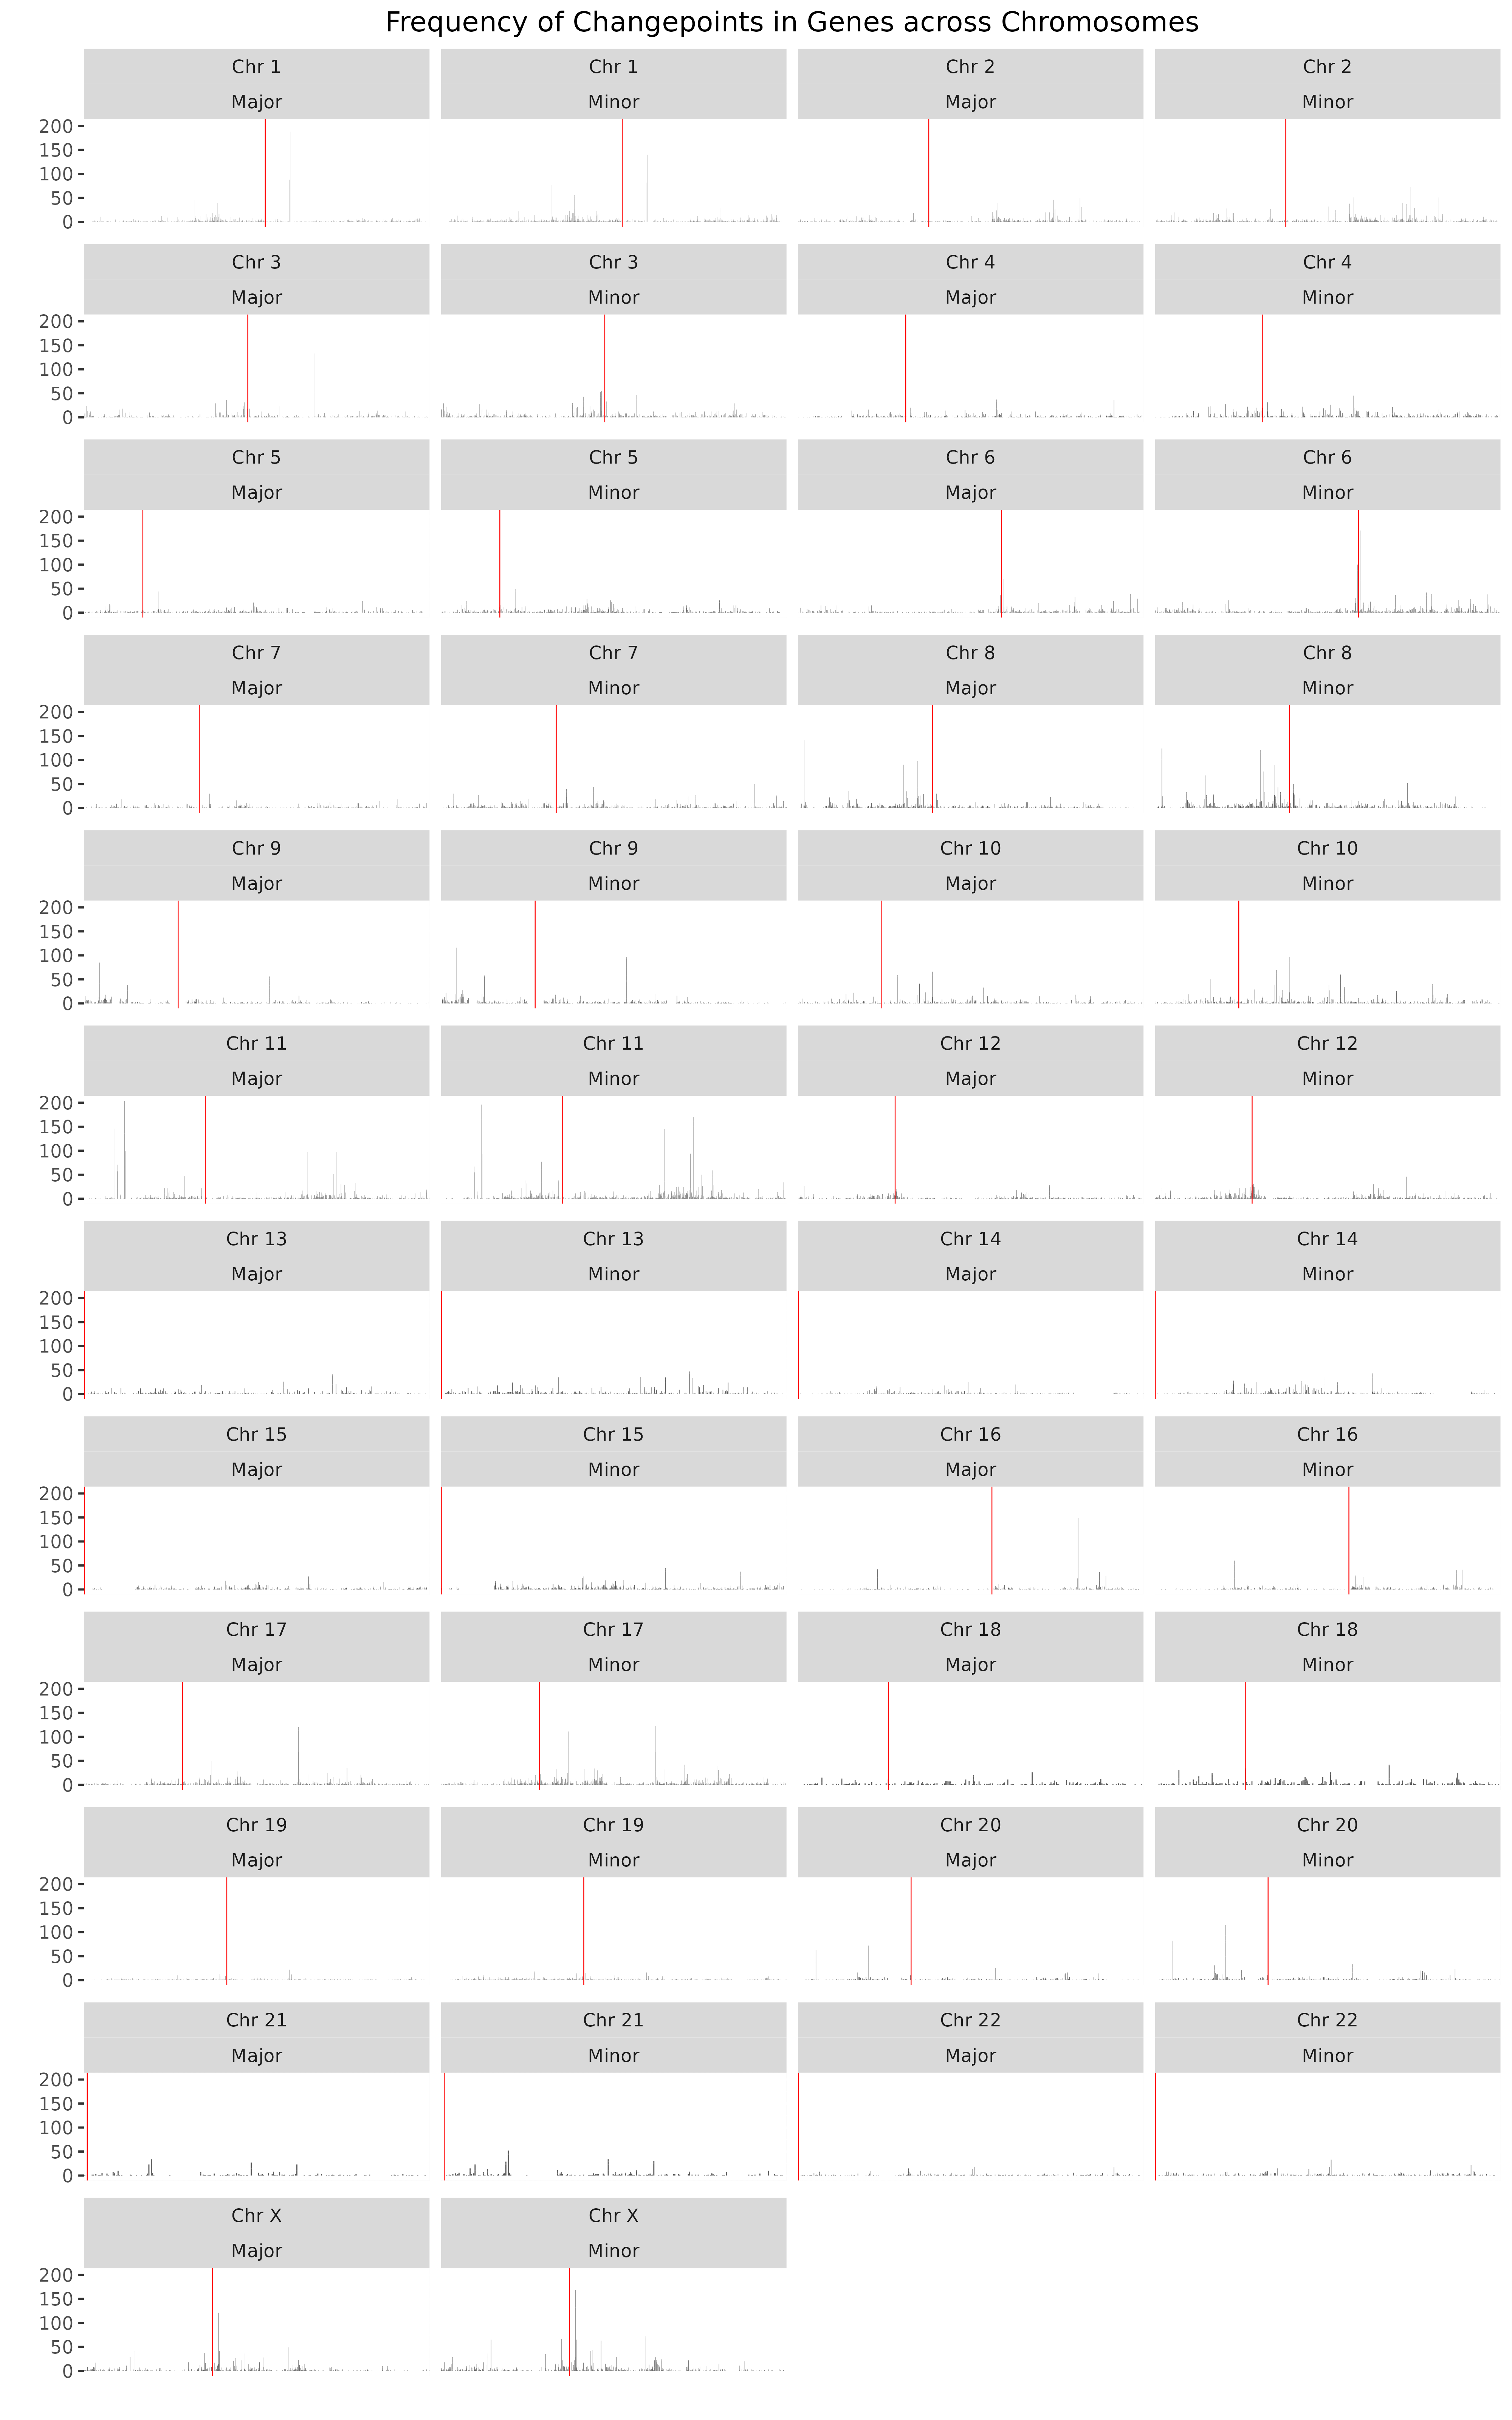 Frequency of Changepoints in Genes across Chromosomes
Chr 1 Chr 1 Chr 2 Chr 2
Major Minor Major Minor
200
150
100
50
0
Chr 3 Chr 3 Chr 4 Chr 4
Major Minor Major Minor
200
150
100
50
0
Chr 5 Chr 5 Chr 6 Chr 6
Major Minor Major Minor
200
150
100
50
0
Chr 7 Chr 7 Chr 8 Chr 8
Major Minor Major Minor
200
150
100
50
0
Chr 9 Chr 9 Chr 10 Chr 10
Major Minor Major Minor
200
150
100
50
0
Chr 11 Chr 11 Chr 12 Chr 12
Major Minor Major Minor
200
150
100
50
0
Chr 13 Chr 13 Chr 14 Chr 14
Major Minor Major Minor
200
150
100
50
0
Chr 15 Chr 15 Chr 16 Chr 16
Major Minor Major Minor
200
150
100
50
0
Chr 17 Chr 17 Chr 18 Chr 18
Major Minor Major Minor
200
150
100
50
0
Chr 19 Chr 19 Chr 20 Chr 20
Major Minor Major Minor
200
150
100
50
0
Chr 21 Chr 21 Chr 22 Chr 22
Major Minor Major Minor
200
150
100
50
0
Chr X Chr X
Major Minor
200
150
100
50
0